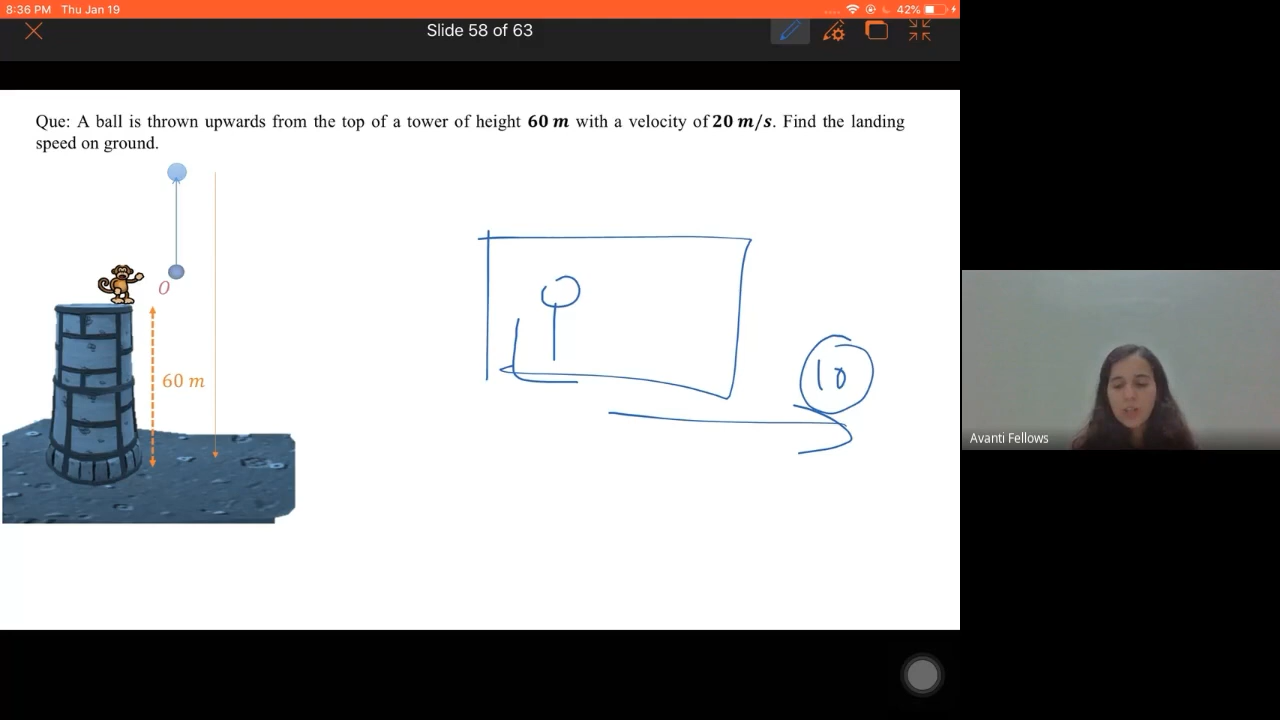 8:36 PM Thu Jan 19
42%
Slide 58 of 63
Que: A ball is thrown upwards from the top of a tower of height 60 m with a velocity of 20 m/s. Find the landing
speed on ground.
O
60 m
10
Avanti Fellows